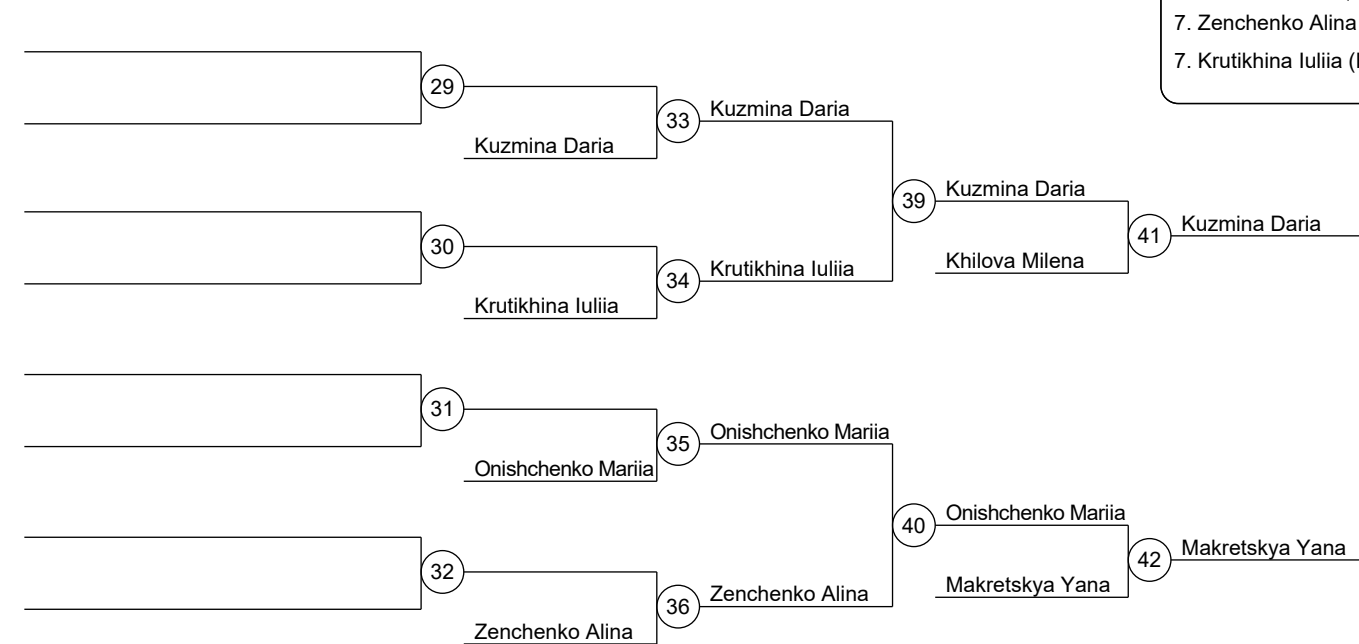 7. Zenchenko Alina
7. Krutikhina Iuliia
29
Kuzmina Daria
33
Kuzmina Daria
Kuzmina Daria
39
Kuzmina Daria
41
30
Khilova Milena
Krutikhina Iuliia
34
Krutikhina Iuliia
31
Onishchenko Mariia
35
Onishchenko Mariia
Onishchenko Mariia
40
Makretskya Yana
42
32
Makretskya Yana
Zenchenko Alina
36
Zenchenko Alina